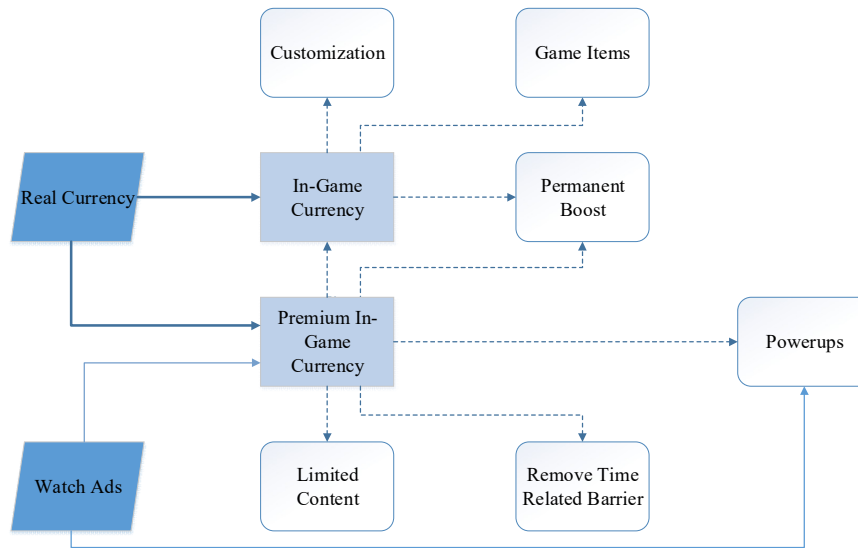 Customization
Game Items
Real Currency
In-Game
Currency
Permanent
Boost
Premium In-
Game
Currency
Powerups
Watch Ads
Limited
Content
Remove Time
Related Barrier